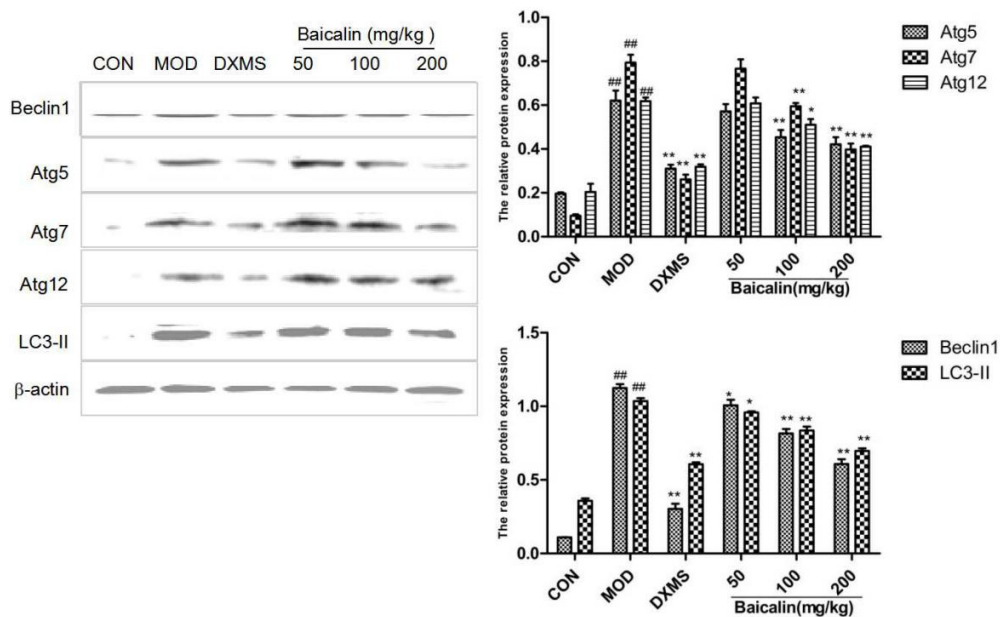 Baicalin (mg/kg )
CON MOD DXMS 50 100 200
Beclin1
Atg5
Atg7
Atg12
LC3-II
β-actin
The relative protein expression
1.0
0.8
0.6
0.4
0.2
0.0
## ## ##
** ** **
** ** *
** ** **
CON MOD DXMS 50 100 200
Baicalin(mg/kg)
Atg5
Atg7
Atg12
The relative protein expression
1.5
1.0
0.5
0.0
## ##
** **
* *
** **
** **
CON MOD DXMS 50 100 200
Baicalin(mg/kg)
Beclin1
LC3-II